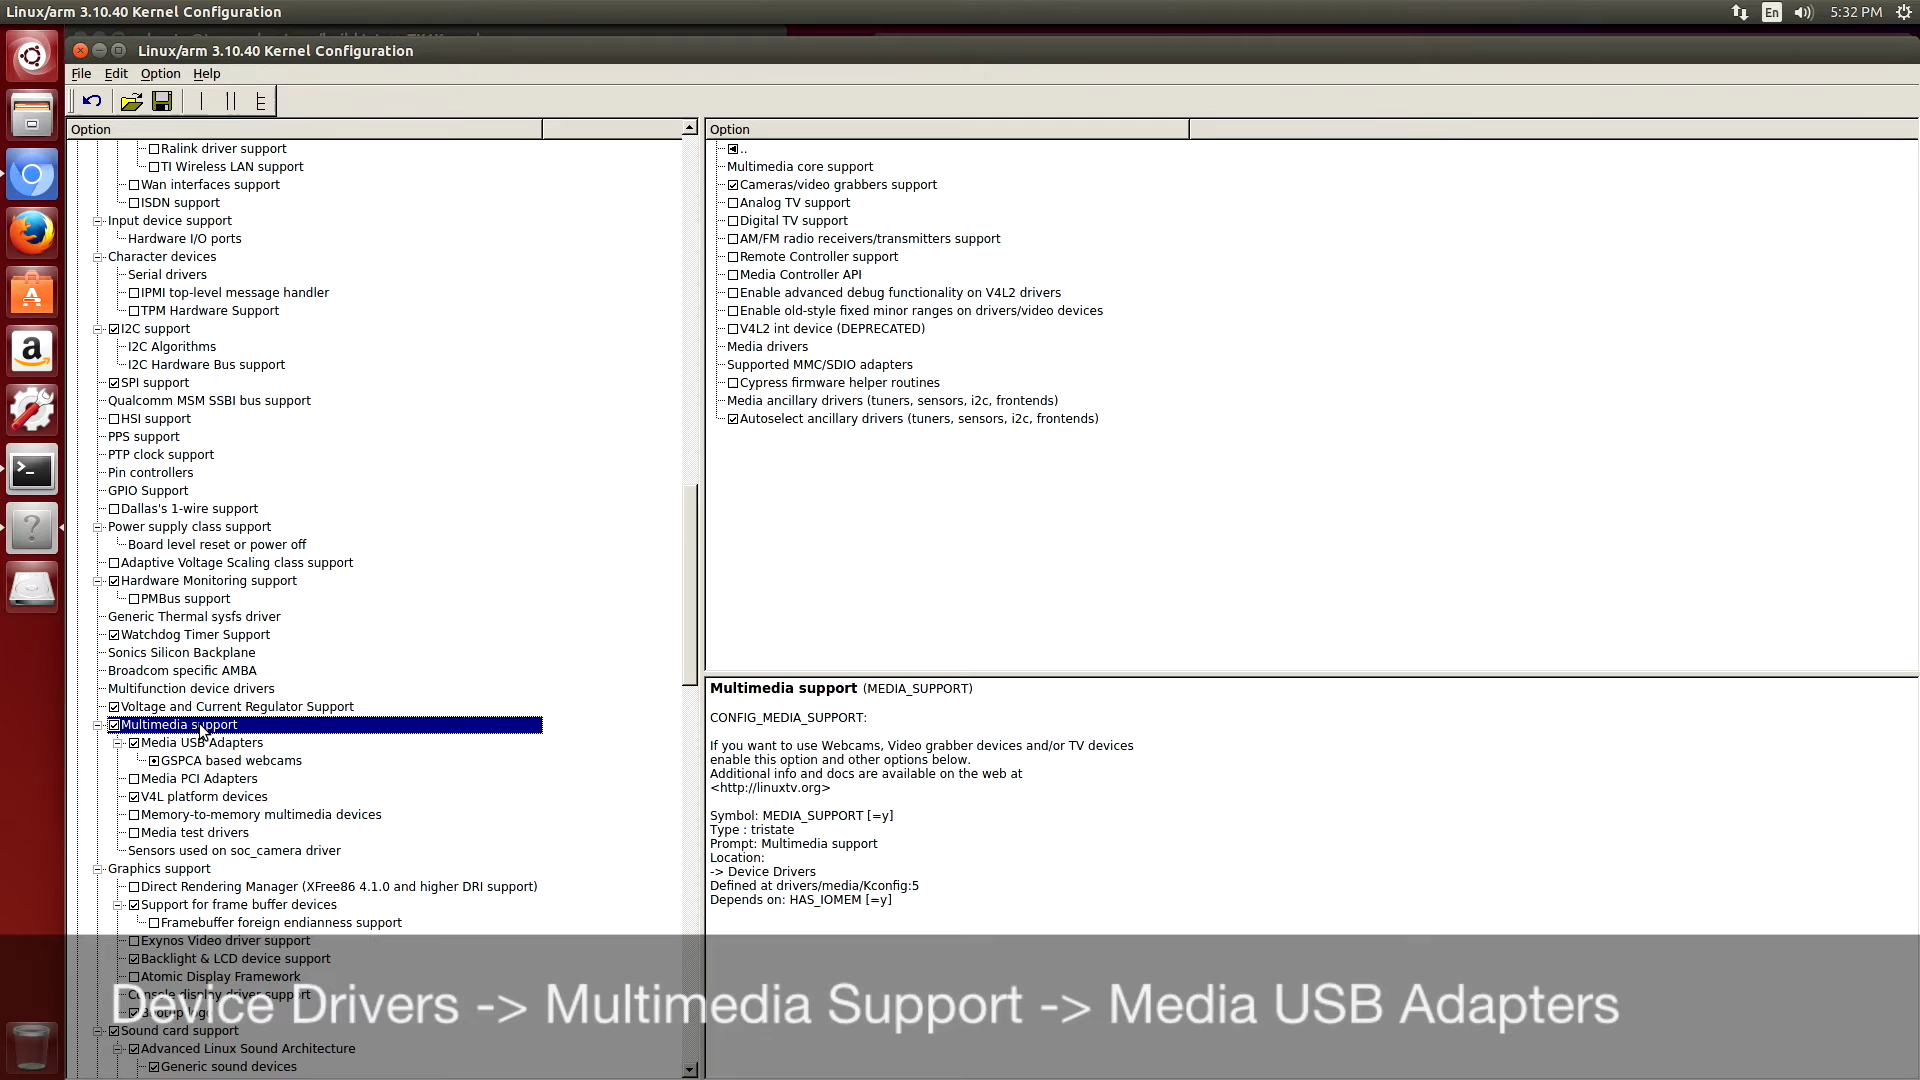 Linux/arm 3.10.40 Kernel Configuration
En
5:32 PM
Linux/arm 3.10.40 Kernel Configuration
File Edit Option Help
Option
Ralink driver support
TI Wireless LAN support
Wan interfaces support
ISDN support
Input device support
Hardware I/O ports
Character devices
Serial drivers
IPMI top-level message handler
TPM Hardware Support
I2C support
I2C Algorithms
I2C Hardware Bus support
SPI support
Qualcomm MSM SSBI bus support
HSI support
PPS support
PTP clock support
Pin controllers
GPIO Support
Dallas's 1-wire support
Power supply class support
Board level reset or power off
Adaptive Voltage Scaling class support
Hardware Monitoring support
PMBus support
Generic Thermal sysfs driver
Watchdog Timer Support
Sonics Silicon Backplane
Broadcom specific AMBA
Multifunction device drivers
Voltage and Current Regulator Support
Multimedia support
Media USB Adapters
GSPCA based webcams
Media PCI Adapters
V4L platform devices
Memory-to-memory multimedia devices
Media test drivers
Sensors used on soc_camera driver
Graphics support
Direct Rendering Manager (XFree86 4.1.0 and higher DRI support)
Support for frame buffer devices
Framebuffer foreign endianness support
Exynos Video driver support
Backlight & LCD device support
Atomic Display Framework
Console display driver support
Bootup logo
Sound card support
Advanced Linux Sound Architecture
Generic sound devices
Option
..
Multimedia core support
Cameras/video grabbers support
Analog TV support
Digital TV support
AM/FM radio receivers/transmitters support
Remote Controller support
Media Controller API
Enable advanced debug functionality on V4L2 drivers
Enable old-style fixed minor ranges on drivers/video devices
V4L2 int device (DEPRECATED)
Media drivers
Supported MMC/SDIO adapters
Cypress firmware helper routines
Media ancillary drivers (tuners, sensors, i2c, frontends)
Autoselect ancillary drivers (tuners, sensors, i2c, frontends)
Multimedia support (MEDIA_SUPPORT)
CONFIG_MEDIA_SUPPORT:
If you want to use Webcams, Video grabber devices and/or TV devices
enable this option and other options below.
Additional info and docs are available on the web at
<http://linuxtv.org>
Symbol: MEDIA_SUPPORT [=y]
Type : tristate
Prompt: Multimedia support
Location:
-> Device Drivers
Defined at drivers/media/Kconfig:5
Depends on: HAS_IOMEM [=y]
Device Drivers -> Multimedia Support -> Media USB Adapters